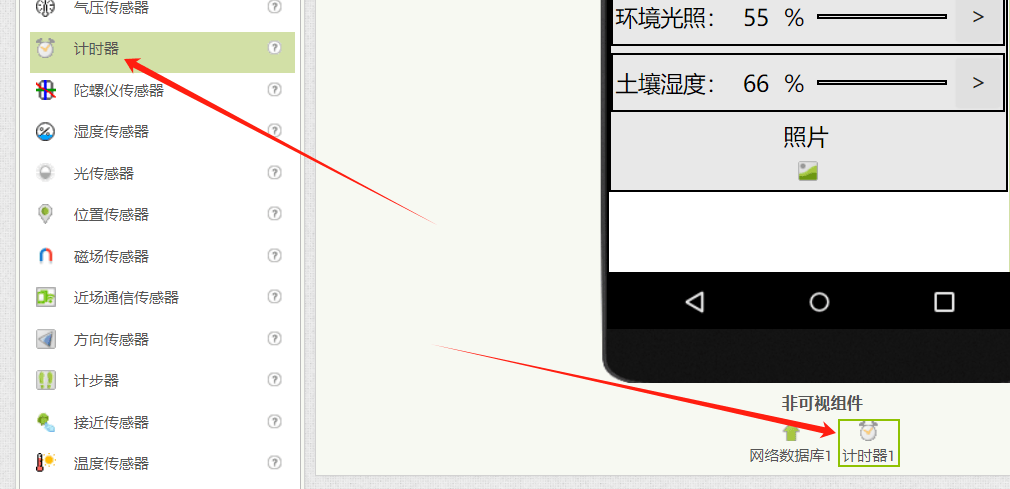 气压传感器
计时器
陀螺仪传感器
湿度传感器
光传感器
位置传感器
磁场传感器
近场通信传感器
方向传感器
计步器
接近传感器
温度传感器
环境光照： 55 % >
土壤湿度： 66 % >
照片
非可视组件
网络数据库1 计时器1